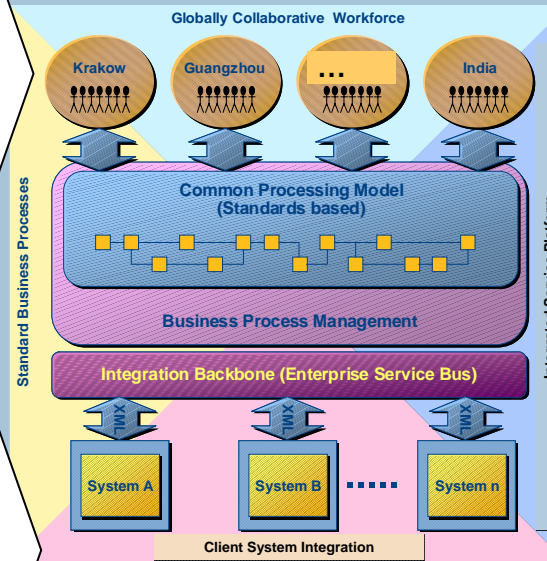 Globally Collaborative Workforce
Krakow
Guangzhou
...
India
Standard Business Processes
Common Processing Model
(Standards based)
Business Process Management
Integration Backbone (Enterprise Service Bus)
XML
XML
XML
System A
System B
System n
Client System Integration